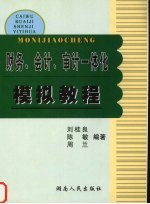 CAIWU
KUAIJI
SHENJI
YITIHUA
MONIJIAOCHENG
财务、会计、审计一体化
模拟教程
刘桂良
陈敏 编著
周兰
湖南人民出版社